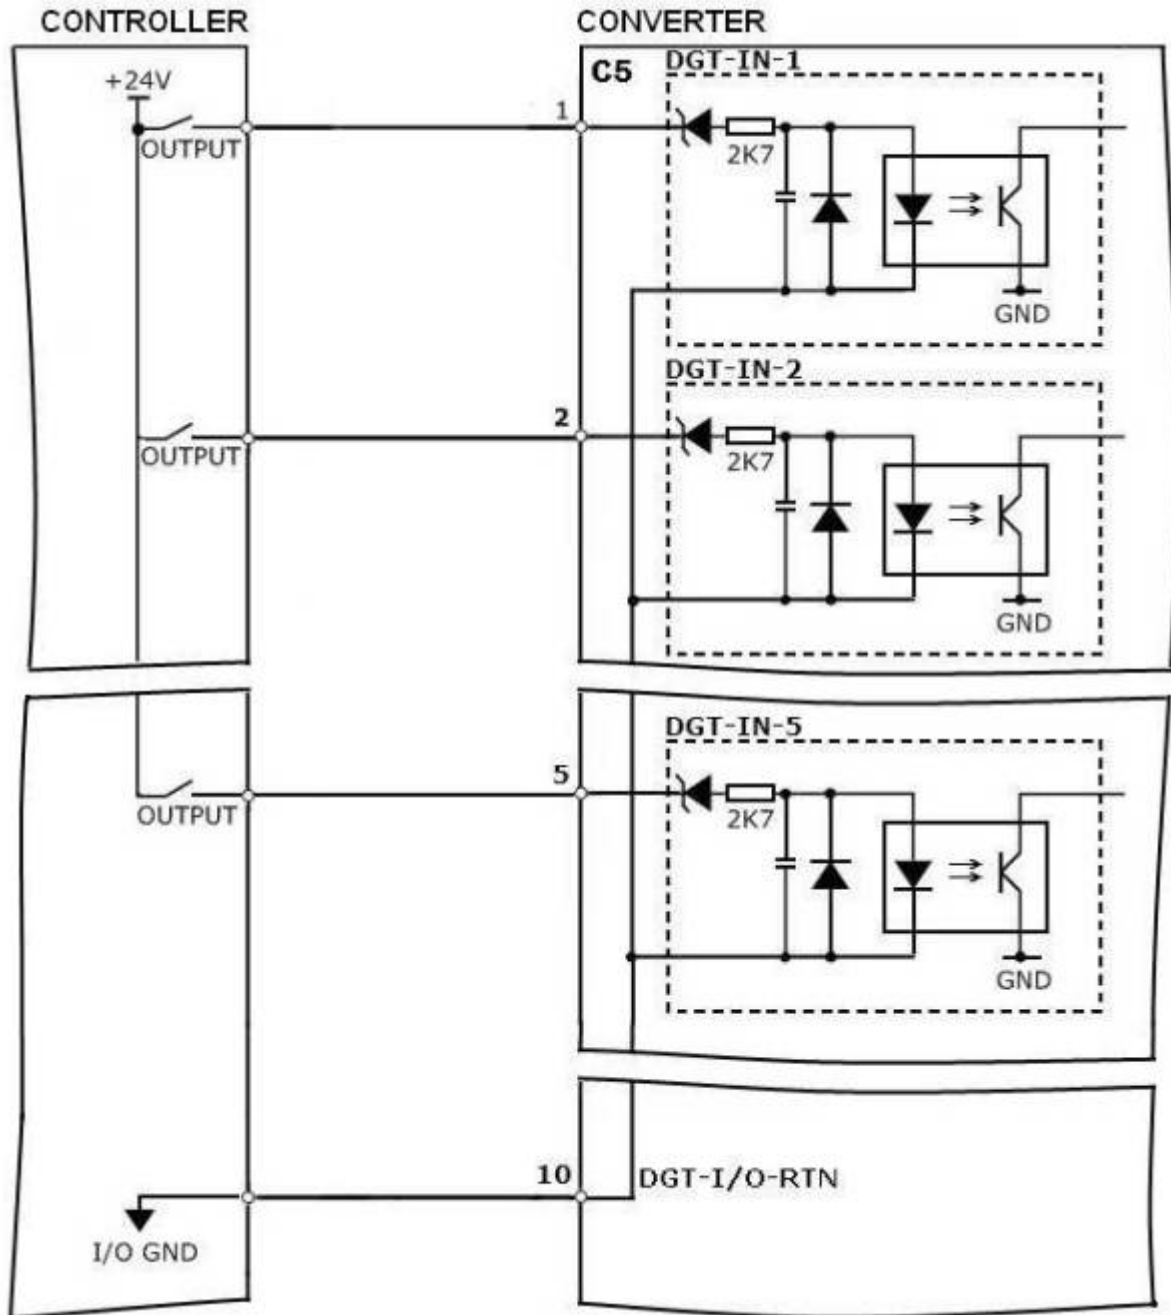 CONTROLLER
CONVERTER
+24V
OUTPUT
1
C5
DGT-IN-1
2K7
GND
OUTPUT
2
DGT-IN-2
2K7
GND
OUTPUT
5
DGT-IN-5
2K7
GND
I/O GND
10
DGT-I/O-RTN